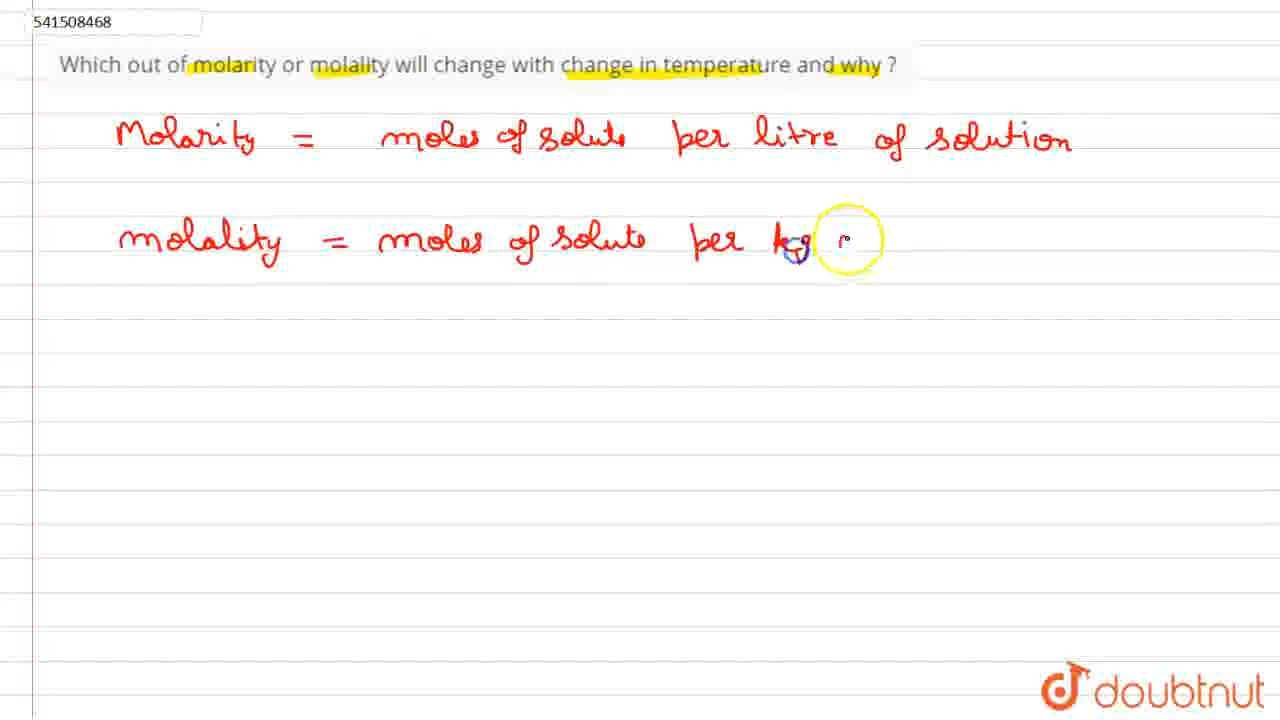 541508468
Which out of molarity or molality will change with change in temperature and why ?
Molarity = moles of solute per litre of solution
molality = moles of solute per kg
doubtnut